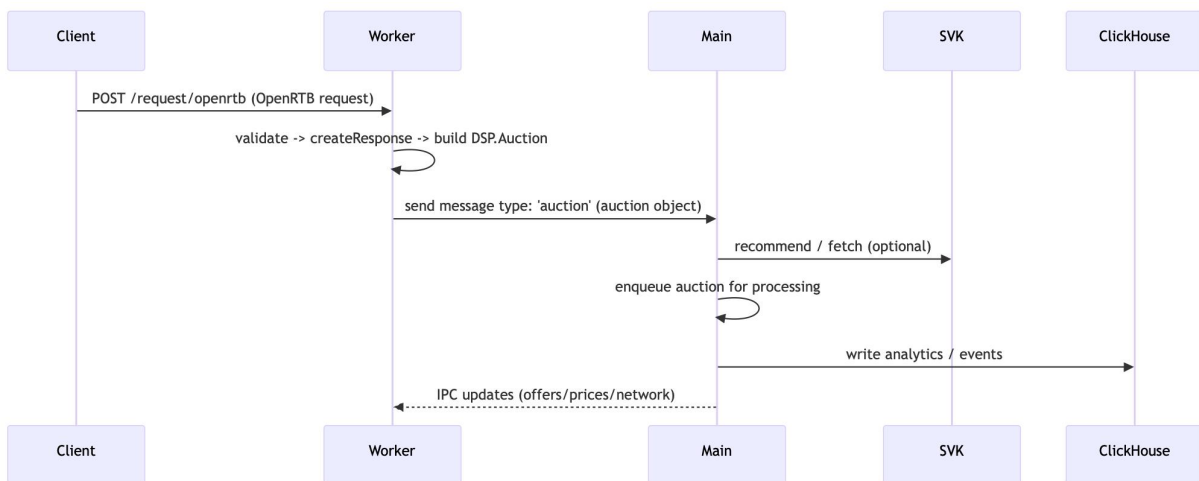 Client Worker Main SVK ClickHouse
POST /request/openrtb (OpenRTB request)
validate -> createResponse -> build DSP.Auction
send message type: 'auction' (auction object)
recommend / fetch (optional)
enqueue auction for processing
write analytics / events
IPC updates (offers/prices/network)
Client Worker Main SVK ClickHouse